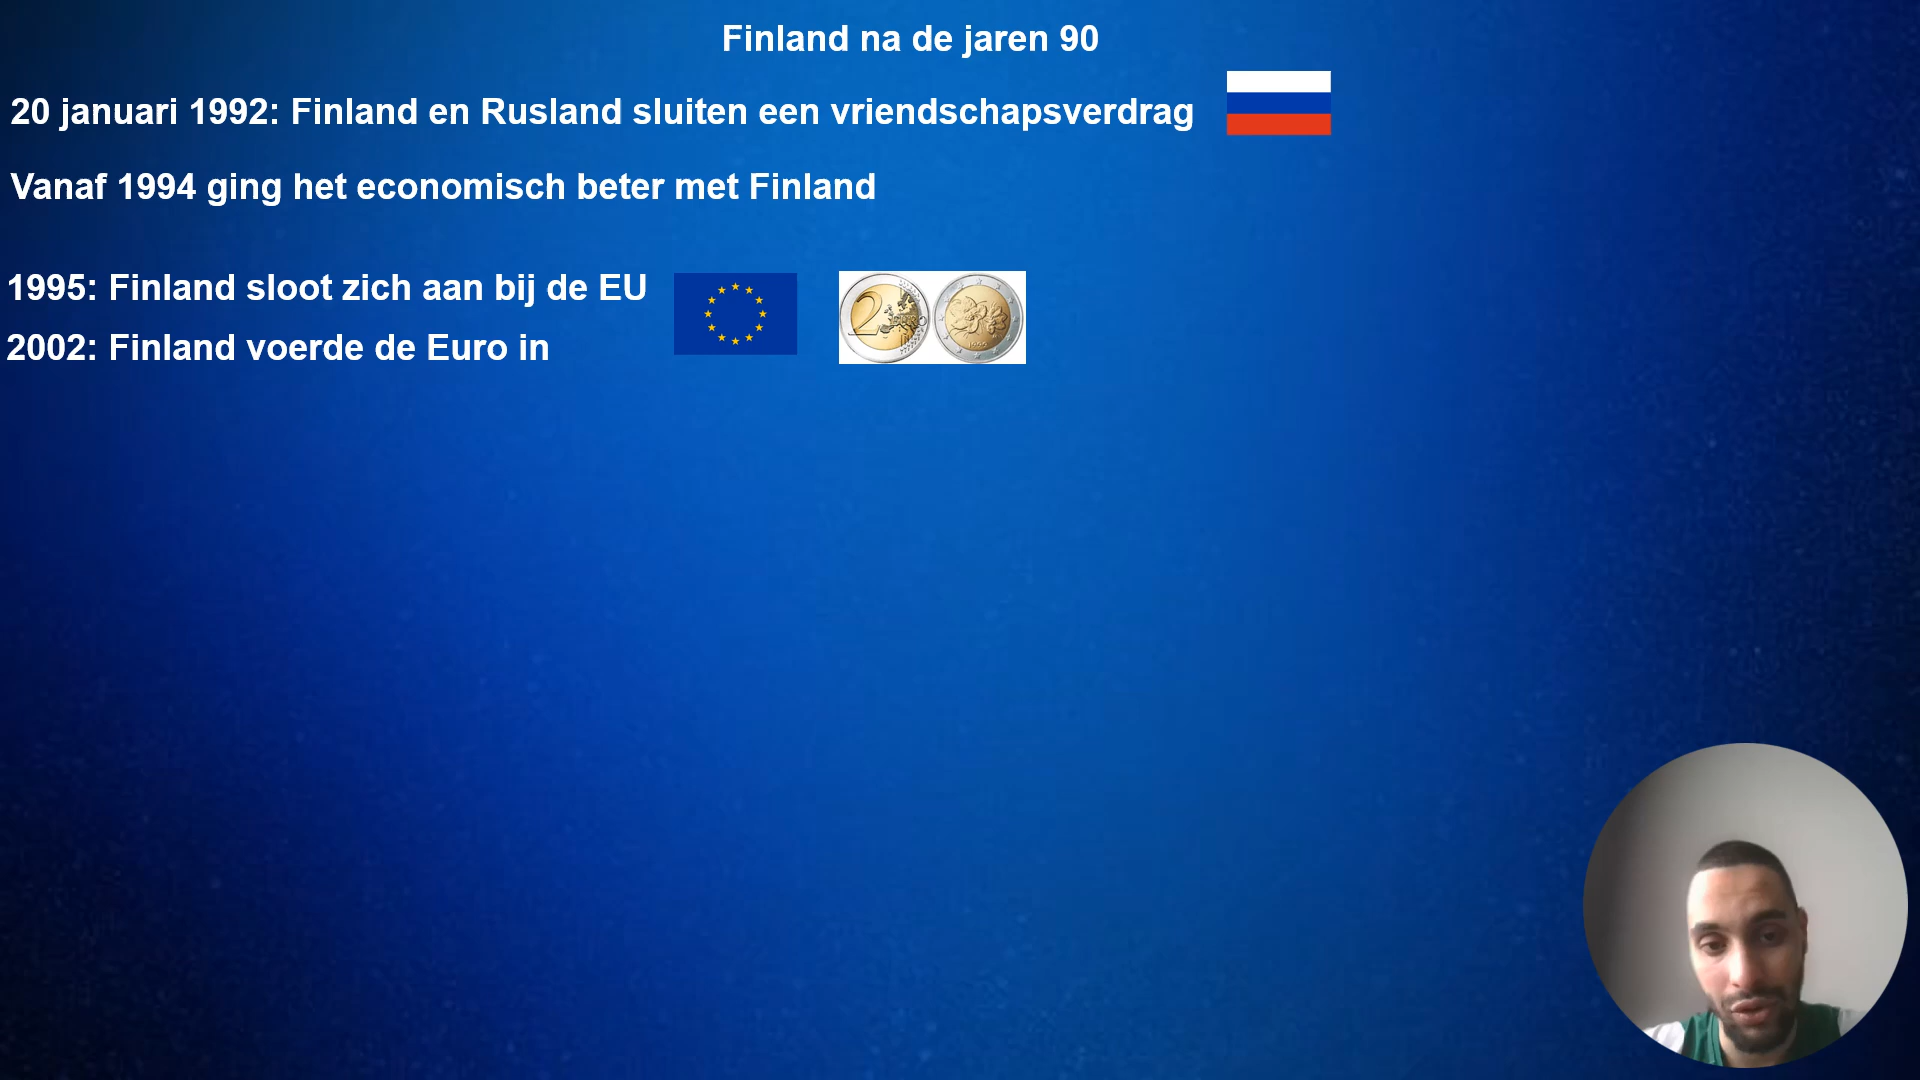 Finland na de jaren 90
20 januari 1992: Finland en Rusland sluiten een vriendschapsverdrag
Vanaf 1994 ging het economisch beter met Finland
1995: Finland sloot zich aan bij de EU
2002: Finland voerde de Euro in
2